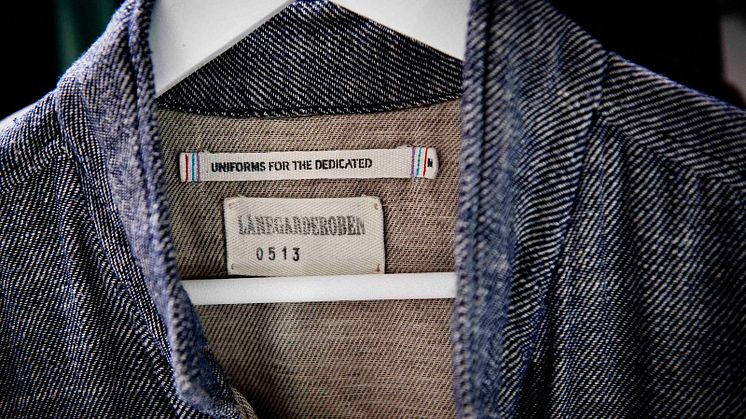 UNIFORMS FOR THE DEDICATED
M
LÅNEGARDEROBEN
0513